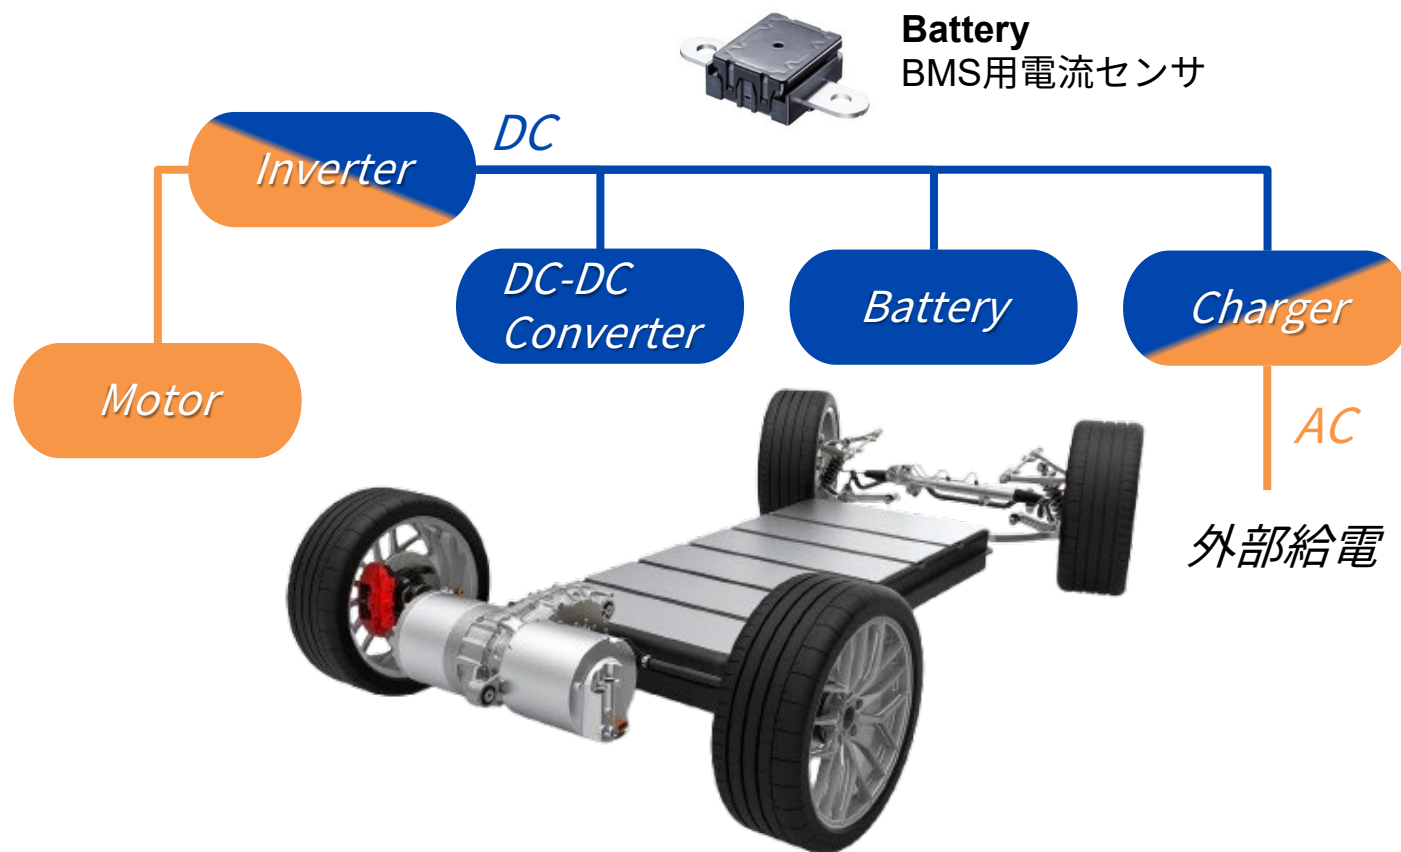 Battery
BMS用電流センサ
DC
Inverter
DC-DC
Converter
Battery
Charger
Motor
AC
外部給電